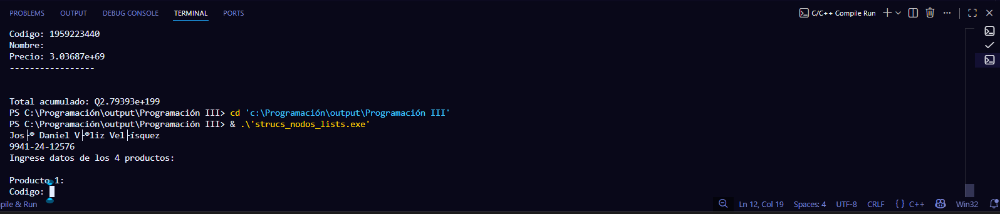 PROBLEMS OUTPUT DEBUG CONSOLE TERMINAL PORTS C/C++ Compile Run
Codigo: 1959223440
Nombre:
Precio: 3.03687e+69
-----------------
Total acumulado: Q2.79393e+199
PS C:\Programación\output\Programación III> cd 'c:\Programación\output\Programación III'
PS C:\Programación\output\Programación III> & .\'strucs_nodos_lists.exe'
Jos├® Daniel V├®liz Vel├ísquez
9941-24-12576
Ingrese datos de los 4 productos:
Producto 1:
Codigo:
pile & Run Ln 12, Col 19 Spaces: 4 UTF-8 CRLF {} C++ Win32